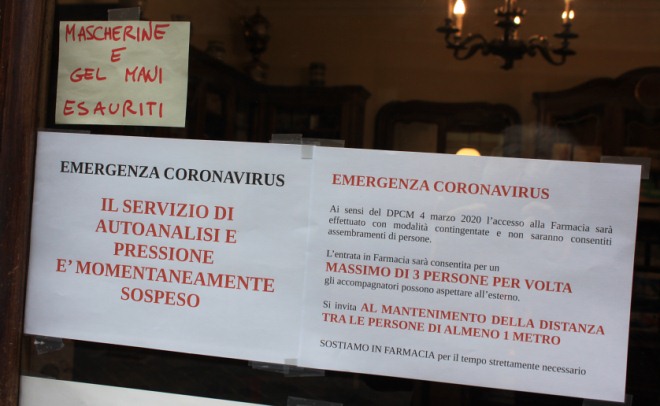 MASCHERINE
E
GEL MANI
ESAURITI
EMERGENZA CORONAVIRUS
IL SERVIZIO DI
AUTOANALISI E
PRESSIONE
E' MOMENTANEAMENTE
SOSPESO
EMERGENZA CORONAVIRUS
Ai sensi del DPCM 4 marzo 2020 l'accesso alla Farmacia sarà
effettuato con modalità contingentate e non saranno consentiti
assembramenti di persone.
L'entrata in Farmacia sarà consentita per un
MASSIMO DI 3 PERSONE PER VOLTA
gli accompagnatori possono aspettare all'esterno.
Si invita AL MANTENIMENTO DELLA DISTANZA
TRA LE PERSONE DI ALMENO 1 METRO
SOSTIAMO IN FARMACIA per il tempo strettamente necessario